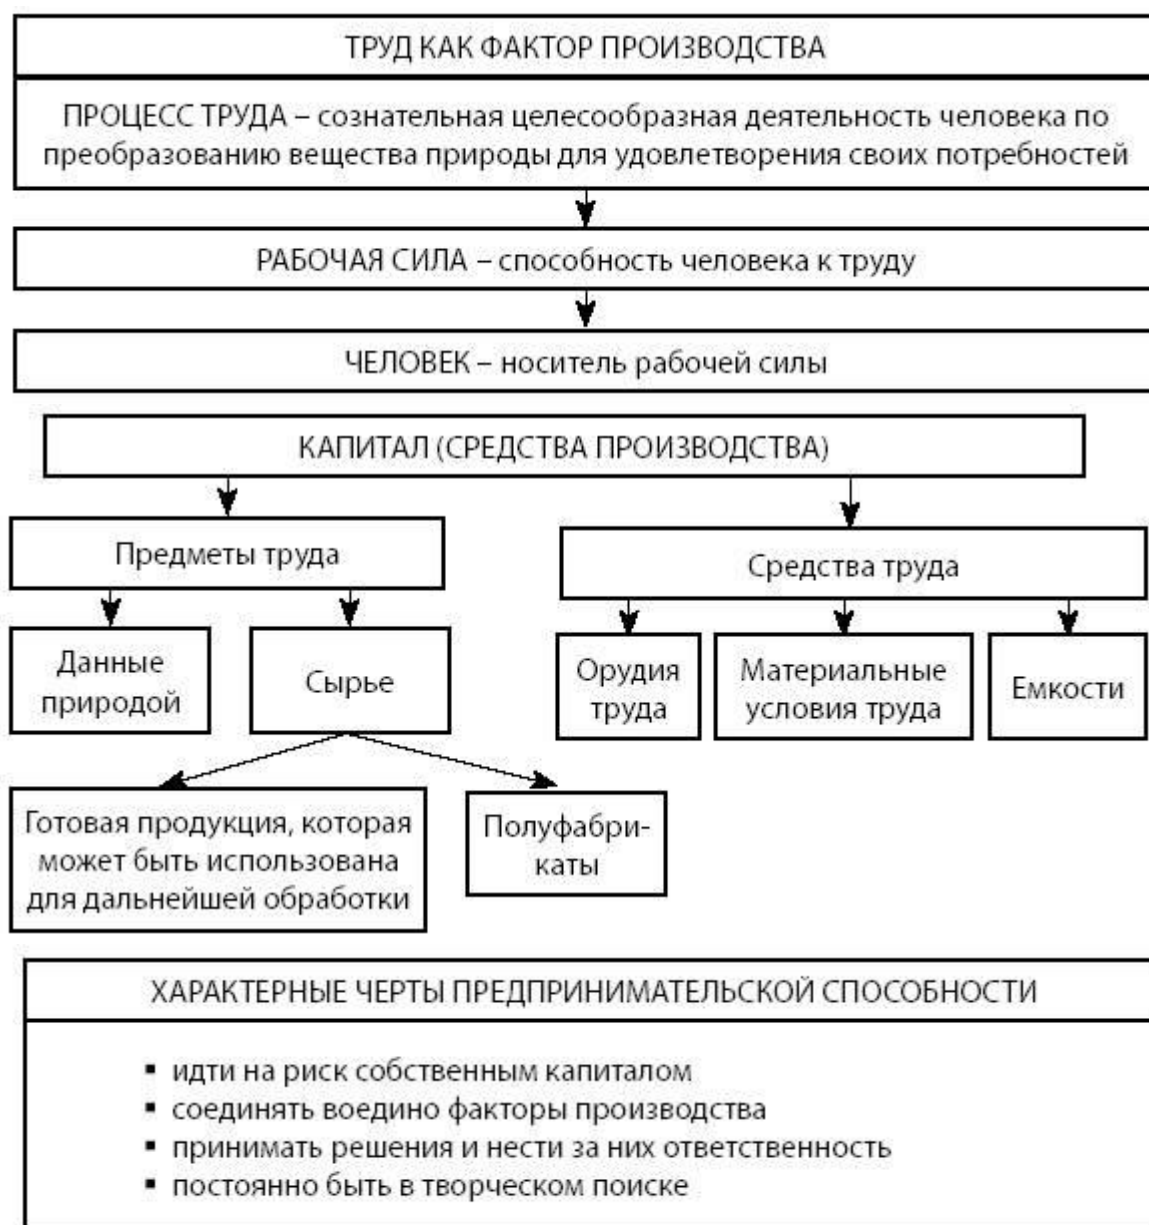 ТРУД КАК ФАКТОР ПРОИЗВОДСТВА
ПРОЦЕСС ТРУДА – сознательная целесообразная деятельность человека по
преобразованию вещества природы для удовлетворения своих потребностей
РАБОЧАЯ СИЛА – способность человека к труду
ЧЕЛОВЕК – носитель рабочей силы
КАПИТАЛ (СРЕДСТВА ПРОИЗВОДСТВА)
Предметы труда
Средства труда
Данные
природой
Сырье
Орудия
труда
Материальные
условия труда
Емкости
Готовая продукция, которая
может быть использована
для дальнейшей обработки
Полуфабри-
каты
ХАРАКТЕРНЫЕ ЧЕРТЫ ПРЕДПРИНИМАТЕЛЬСКОЙ СПОСОБНОСТИ
▪ идти на риск собственным капиталом
▪ соединять воедино факторы производства
▪ принимать решения и нести за них ответственность
▪ постоянно быть в творческом поиске